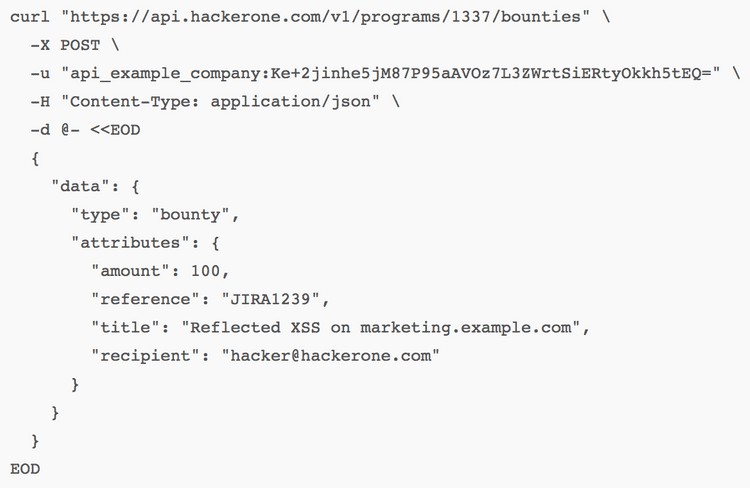 curl "https://api.hackerone.com/v1/programs/1337/bounties" \
  -X POST \
  -u "api_example_company:Ke+2jinhe5jM87P95aAVOz7L3ZWrtSiERtyOkkh5tEQ=" \
  -H "Content-Type: application/json" \
  -d @- <<EOD
  {
    "data": {
      "type": "bounty",
      "attributes": {
        "amount": 100,
        "reference": "JIRA1239",
        "title": "Reflected XSS on marketing.example.com",
        "recipient": "hacker@hackerone.com"
      }
    }
  }
EOD